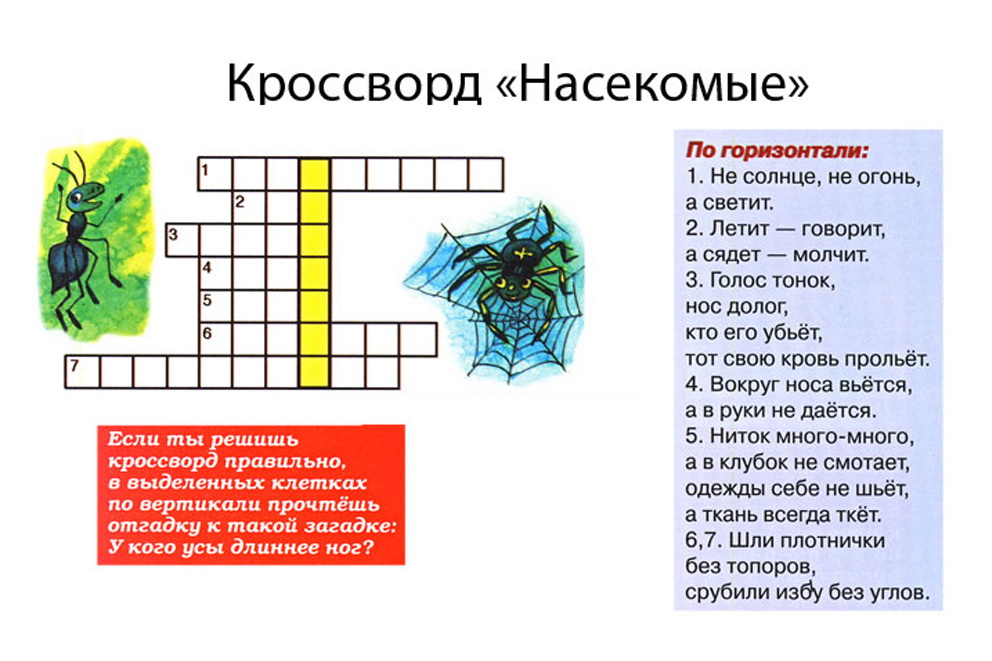 Кроссворд «Насекомые»
1
2
3
4
5
6
7
Если ты решишь
кроссворд правильно,
в выделенных клетках
по вертикали прочтёшь
отгадку к такой загадке:
У кого усы длиннее ног?
По горизонтали:
1. Не солнце, не огонь,
а светит.
2. Летит — говорит,
а сядет — молчит.
3. Голос тонок,
нос долог,
кто его убьёт,
тот свою кровь прольёт.
4. Вокруг носа вьётся,
а в руки не даётся.
5. Ниток много-много,
а в клубок не смотает,
одежды себе не шьёт,
а ткань всегда ткёт.
6,7. Шли плотнички
без топоров,
срубили избу без углов.